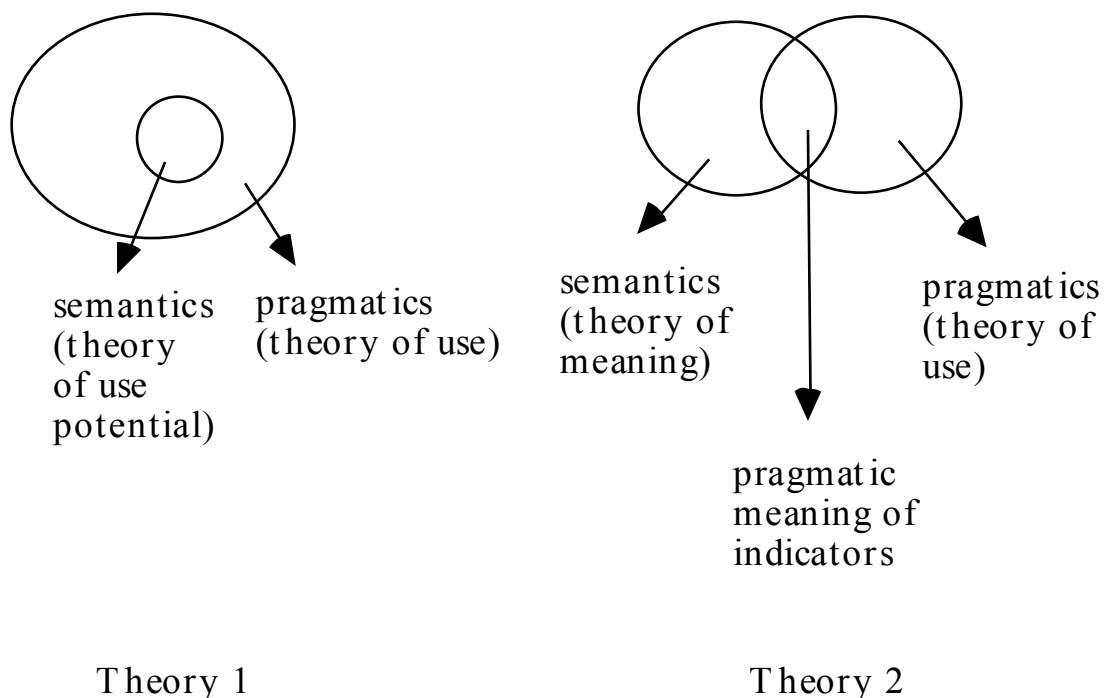 semantics
(theory
of use
potential)
pragmatics
(theory of use)
semantics
(theory of
meaning)
pragmatics
(theory of
use)
pragmatic
meaning of
indicators
Theory 1
Theory 2